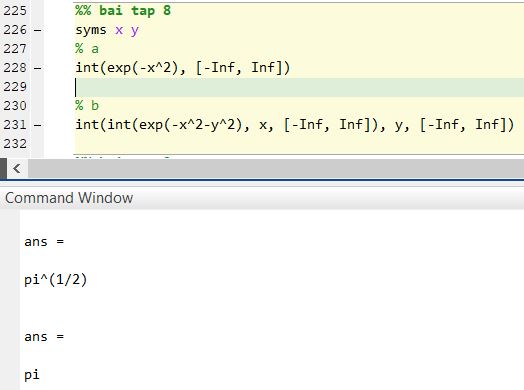 225 %% bai tap 8
226 – syms x y
227 % a
228 – int(exp(-x^2), [-Inf, Inf])
229
230 % b
231 – int(int(exp(-x^2-y^2), x, [-Inf, Inf]), y, [-Inf, Inf])
232
<
Command Window
ans =
pi^(1/2)
ans =
pi